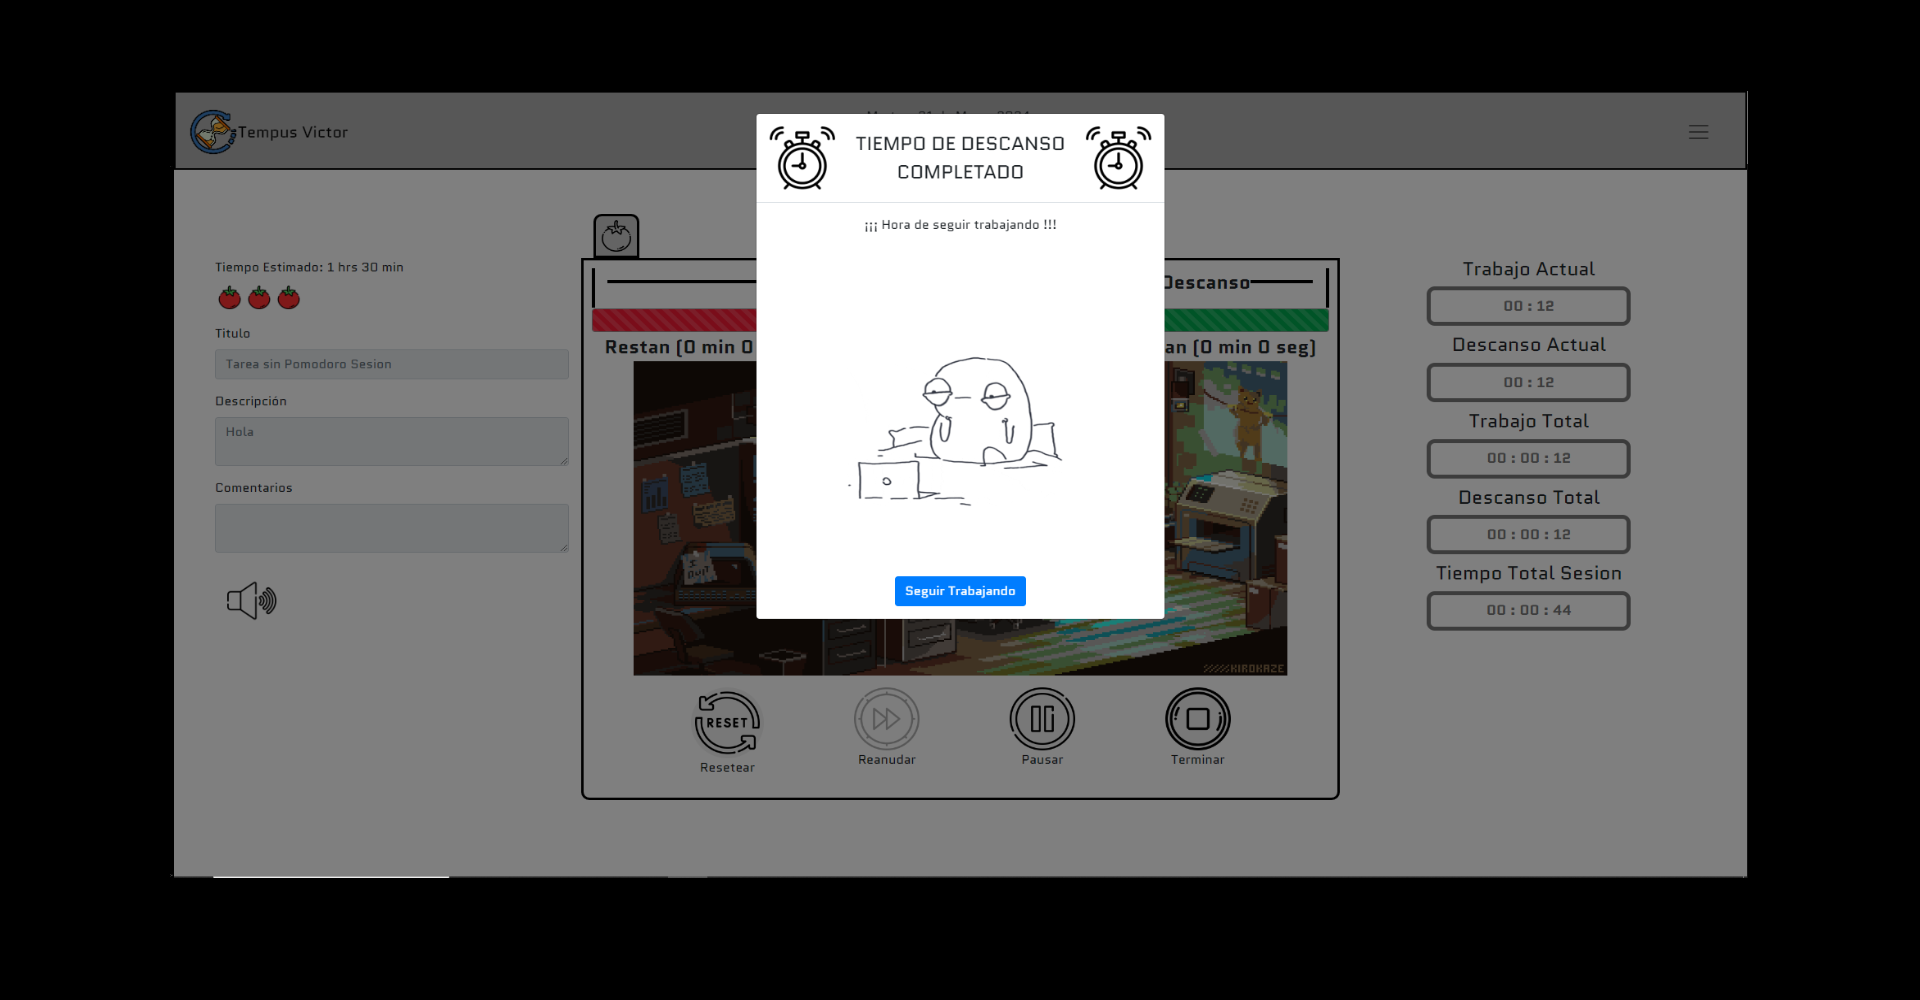 Tempus Victor
TIEMPO DE DESCANSO
COMPLETADO
¡¡¡ Hora de seguir trabajando !!!
Seguir Trabajando
Tiempo Estimado: 1 hrs 30 min
Titulo
Tarea sin Pomodoro Sesion
Descripción
Hola
Comentarios
Descanso
Restan (0 min 0
an (0 min 0 seg)
I
QUIT
KIROKAZE
RESET
Resetear
Reanudar
Pausar
Terminar
Trabajo Actual
00 : 12
Descanso Actual
00 : 12
Trabajo Total
00 : 00 : 12
Descanso Total
00 : 00 : 12
Tiempo Total Sesion
00 : 00 : 44